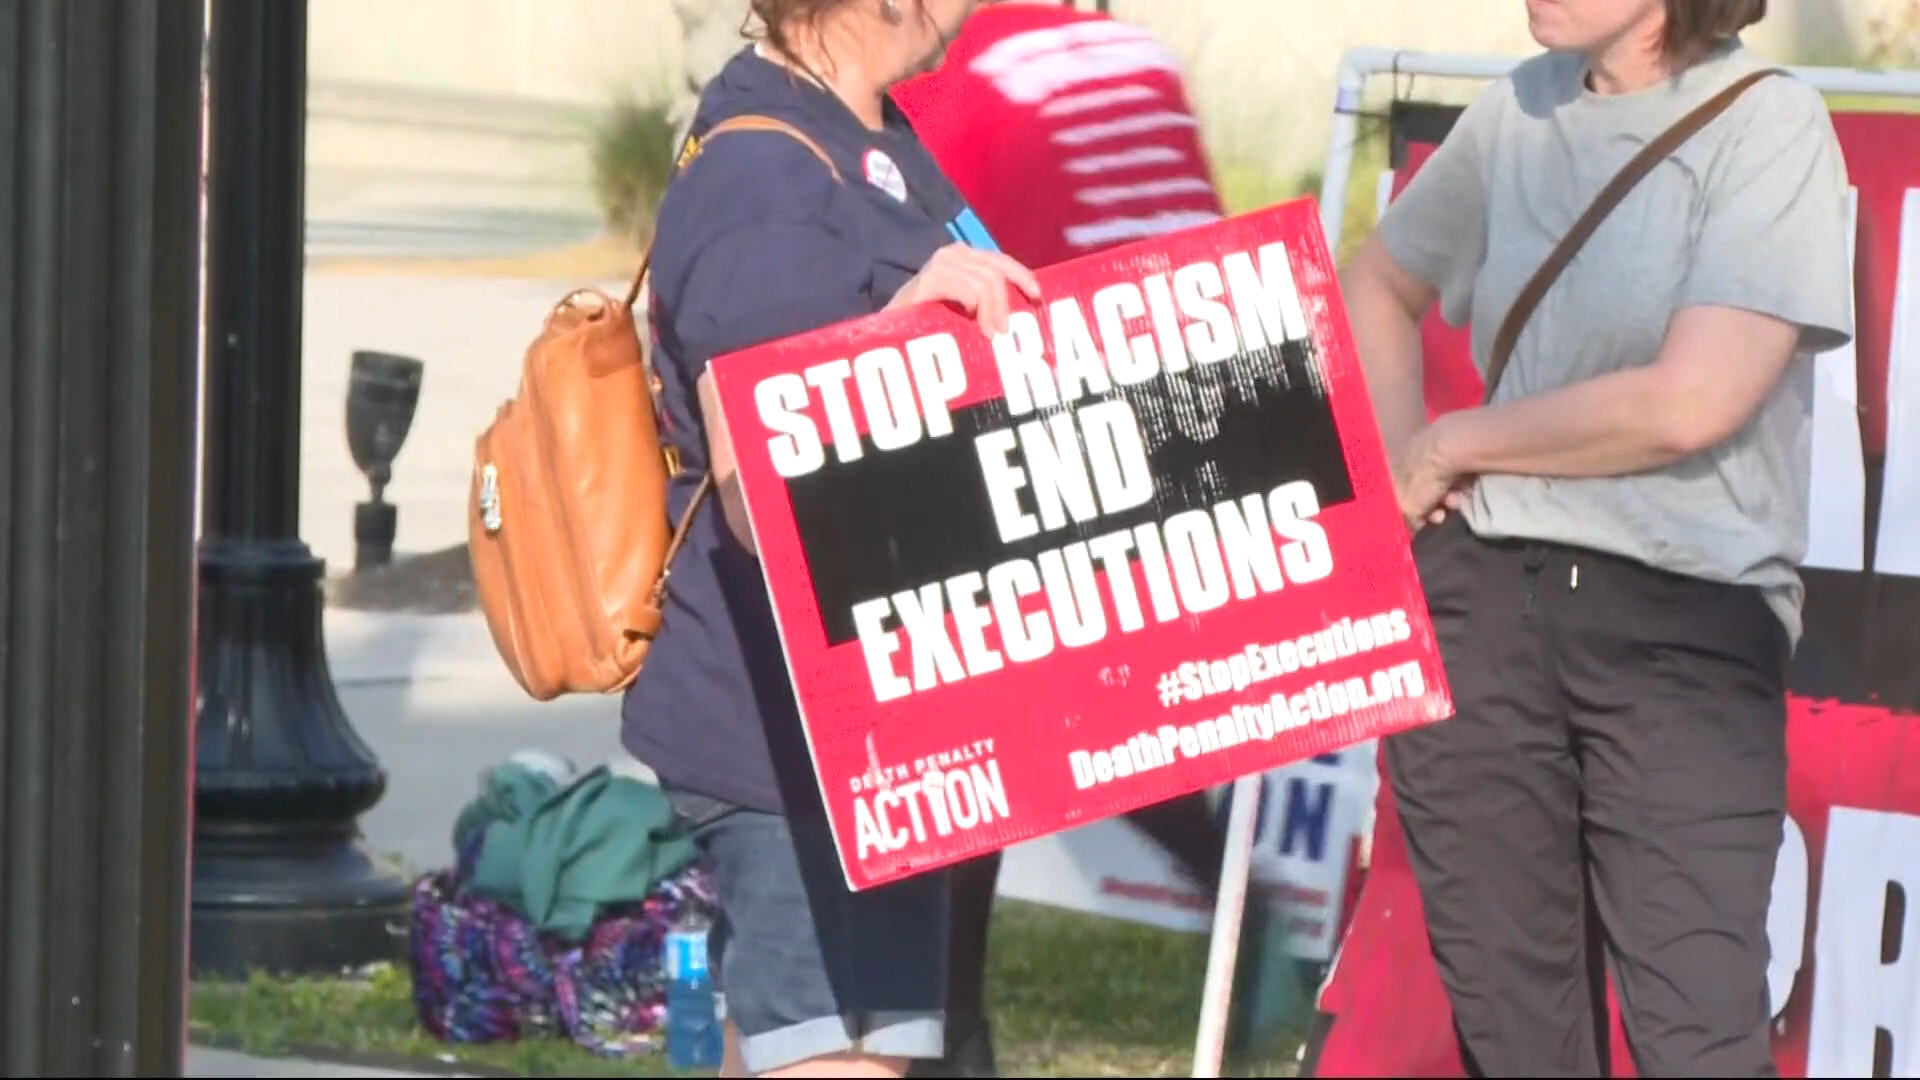 STOP RACISM
END
EXECUTIONS
#StopExecutions
DeathPenaltyAction.org
DEATH PENALTY
ACTION